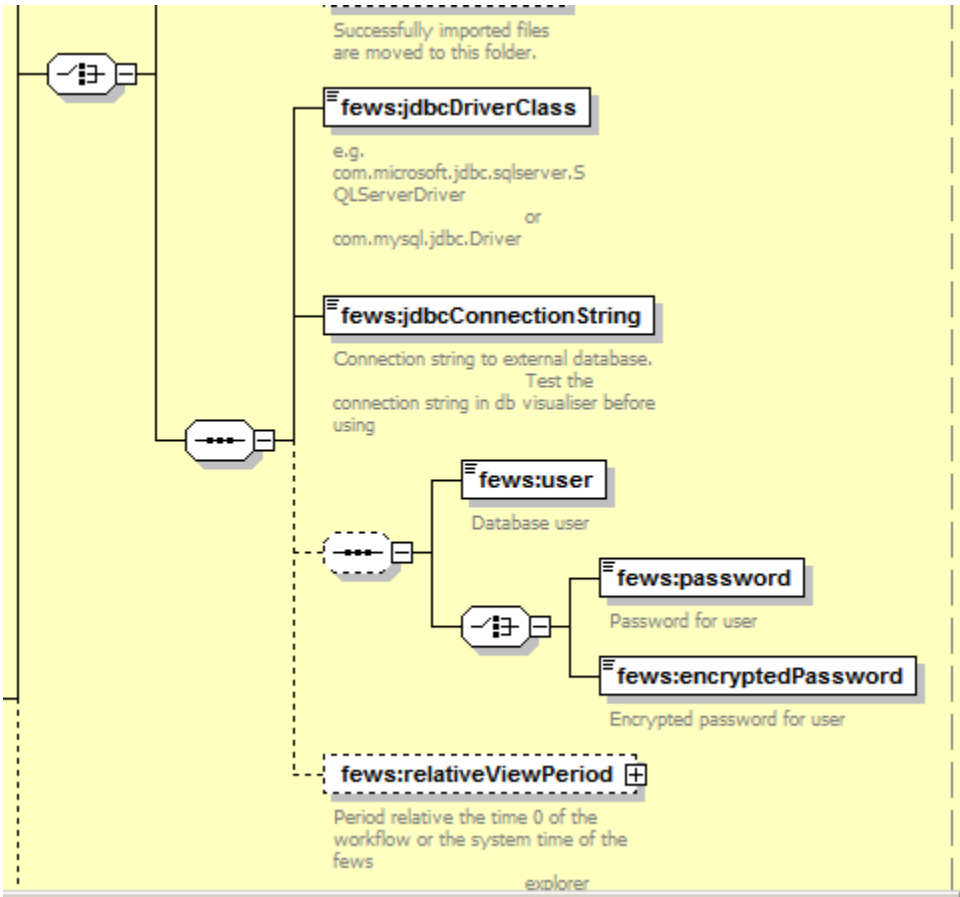 Successfully imported files
are moved to this folder.
fews:jdbcDriverClass
e.g.
com.microsoft.jdbc.sqlserver.S
QLServerDriver
or
com.mysql.jdbc.Driver
fews:jdbcConnectionString
Connection string to external database.
Test the
connection string in db visualiser before
using
fews:user
Database user
fews:password
Password for user
fews:encryptedPassword
Encrypted password for user
fews:relativeViewPeriod
Period relative the time 0 of the
workflow or the system time of the
fews
explorer